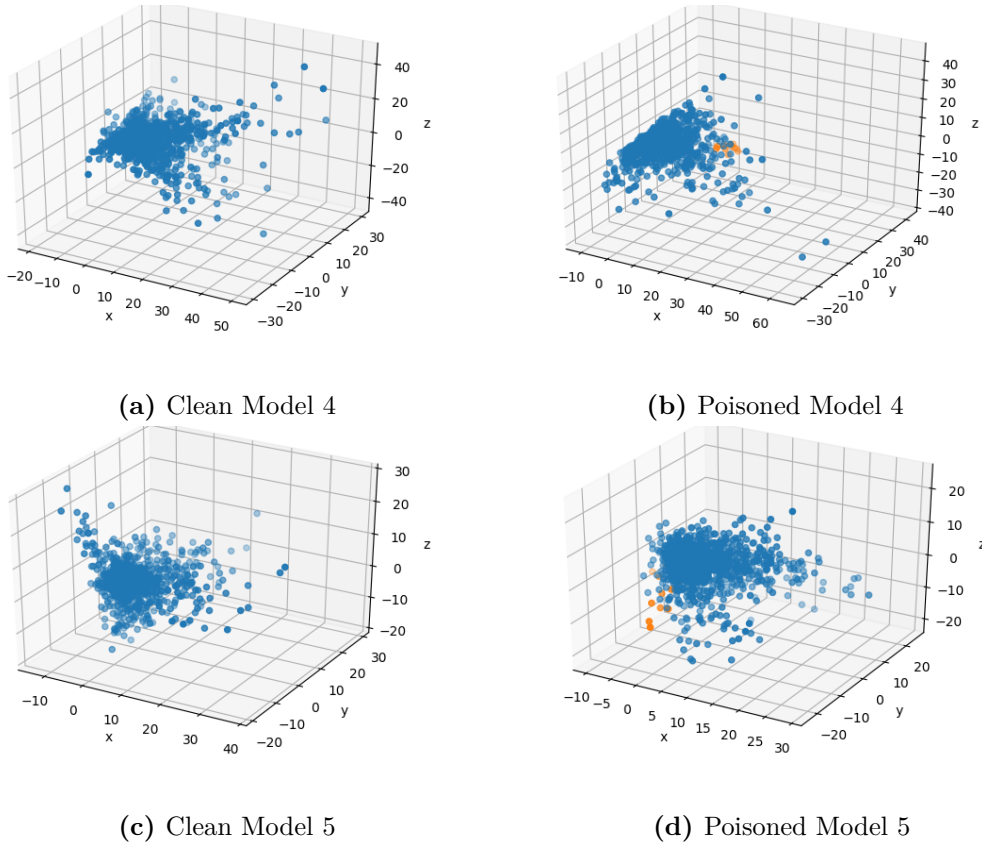 40
20
0
−20
−40
z
−20 −10 0 10 20 30 40 50
x
−30 −20 −10 0 10 20 30
y
40
30
20
10
0
−10
−20
−30
−40
z
−10 0 10 20 30 40 50 60
x
−30 −20 −10 0 10 20 30 40
y
(a) Clean Model 4
(b) Poisoned Model 4
30
20
10
0
−10
−20
z
−10 0 10 20 30 40
x
−20 −10 0 10 20 30
y
20
10
0
−10
−20
z
−10 −5 0 5 10 15 20 25 30
x
−20 −10 0 10 20
y
(c) Clean Model 5
(d) Poisoned Model 5